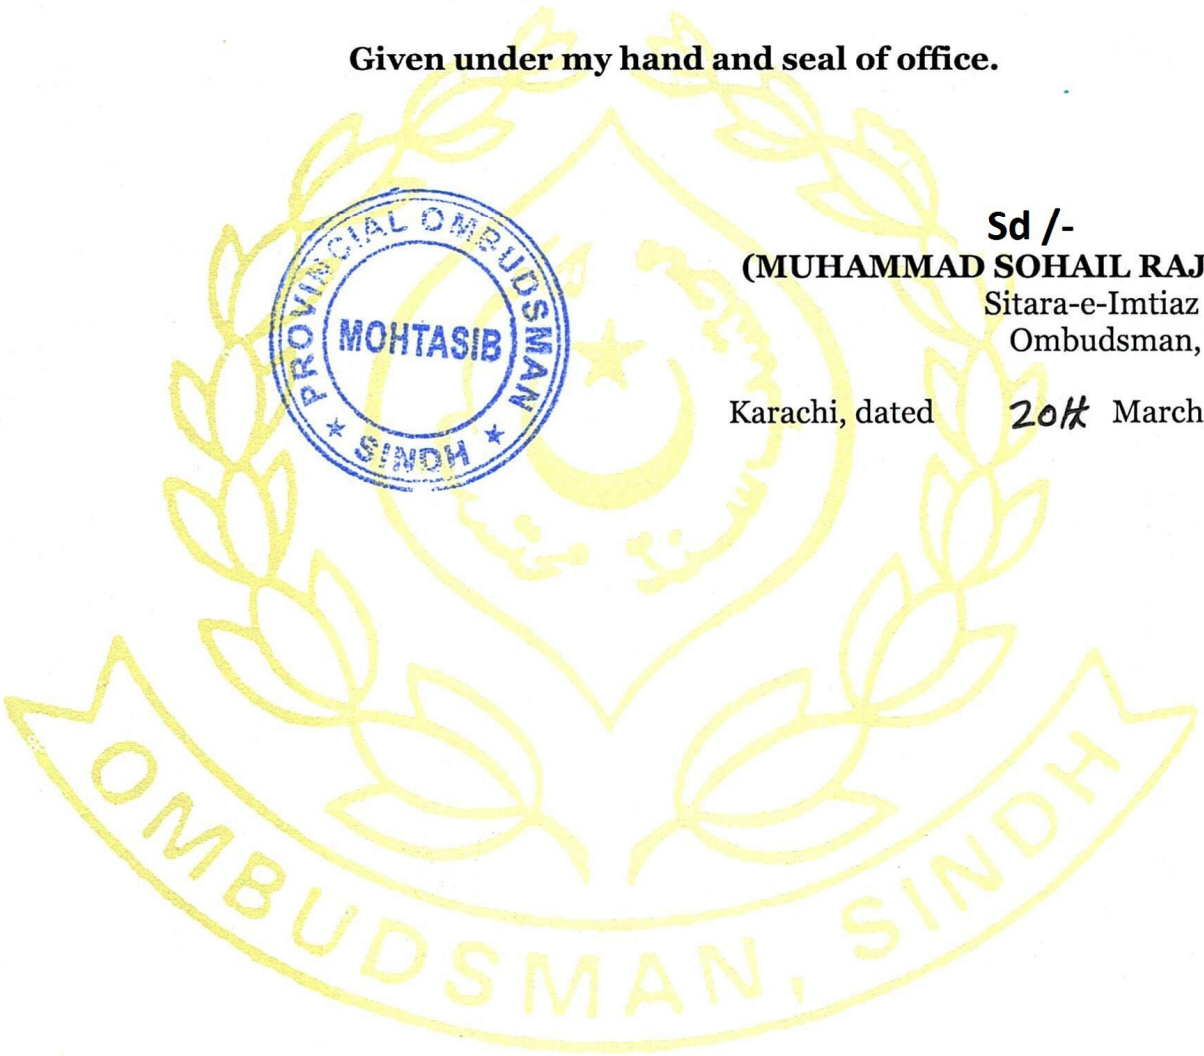 Given under my hand and seal of office.
PROVINCIAL OMBUDSMAN
MOHTASIB
★ SINDH ★
Sd /-
(MUHAMMAD SOHAIL RAJ
Sitara-e-Imtiaz
Ombudsman,
Karachi, dated 20th March
OMBUDSMAN, SINDH